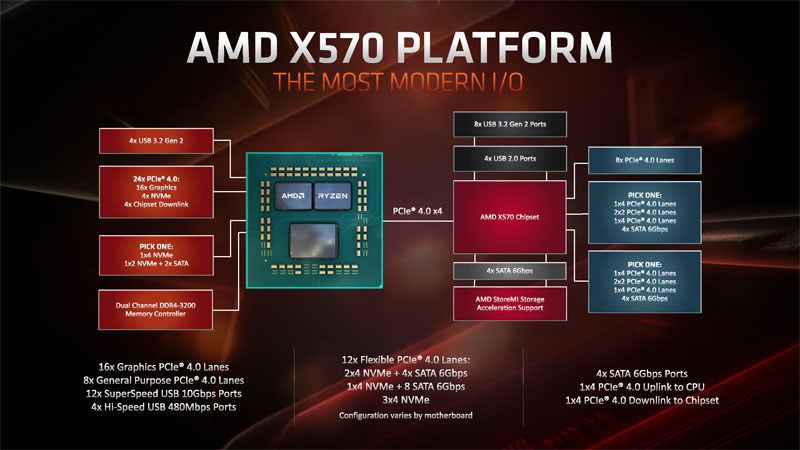 AMD X570 PLATFORM
THE MOST MODERN I/O
4x USB 3.2 Gen 2
24x PCIe® 4.0:
16x Graphics
4x NVMe
4x Chipset Downlink
PICK ONE:
1x4 NVMe
1x2 NVMe + 2x SATA
Dual Channel DDR4-3200
Memory Controller
AMD RYZEN
PCIe® 4.0 x4
8x USB 3.2 Gen 2 Ports
4x USB 2.0 Ports
AMD X570 Chipset
4x SATA 6Gbps
AMD StoreMI Storage
Acceleration Support
8x PCIe® 4.0 Lanes
PICK ONE:
1x4 PCIe® 4.0 Lanes
2x2 PCIe® 4.0 Lanes
1x4 PCIe® 4.0 Lanes
4x SATA 6Gbps
PICK ONE:
1x4 PCIe® 4.0 Lanes
2x2 PCIe® 4.0 Lanes
1x4 PCIe® 4.0 Lanes
4x SATA 6Gbps
16x Graphics PCIe® 4.0 Lanes
8x General Purpose PCIe® 4.0 Lanes
12x SuperSpeed USB 10Gbps Ports
4x Hi-Speed USB 480Mbps Ports
12x Flexible PCIe® 4.0 Lanes:
2x4 NVMe + 4x SATA 6Gbps
1x4 NVMe + 8 SATA 6Gbps
3x4 NVMe
Configuration varies by motherboard
4x SATA 6Gbps Ports
1x4 PCIe® 4.0 Uplink to CPU
1x4 PCIe® 4.0 Downlink to Chipset